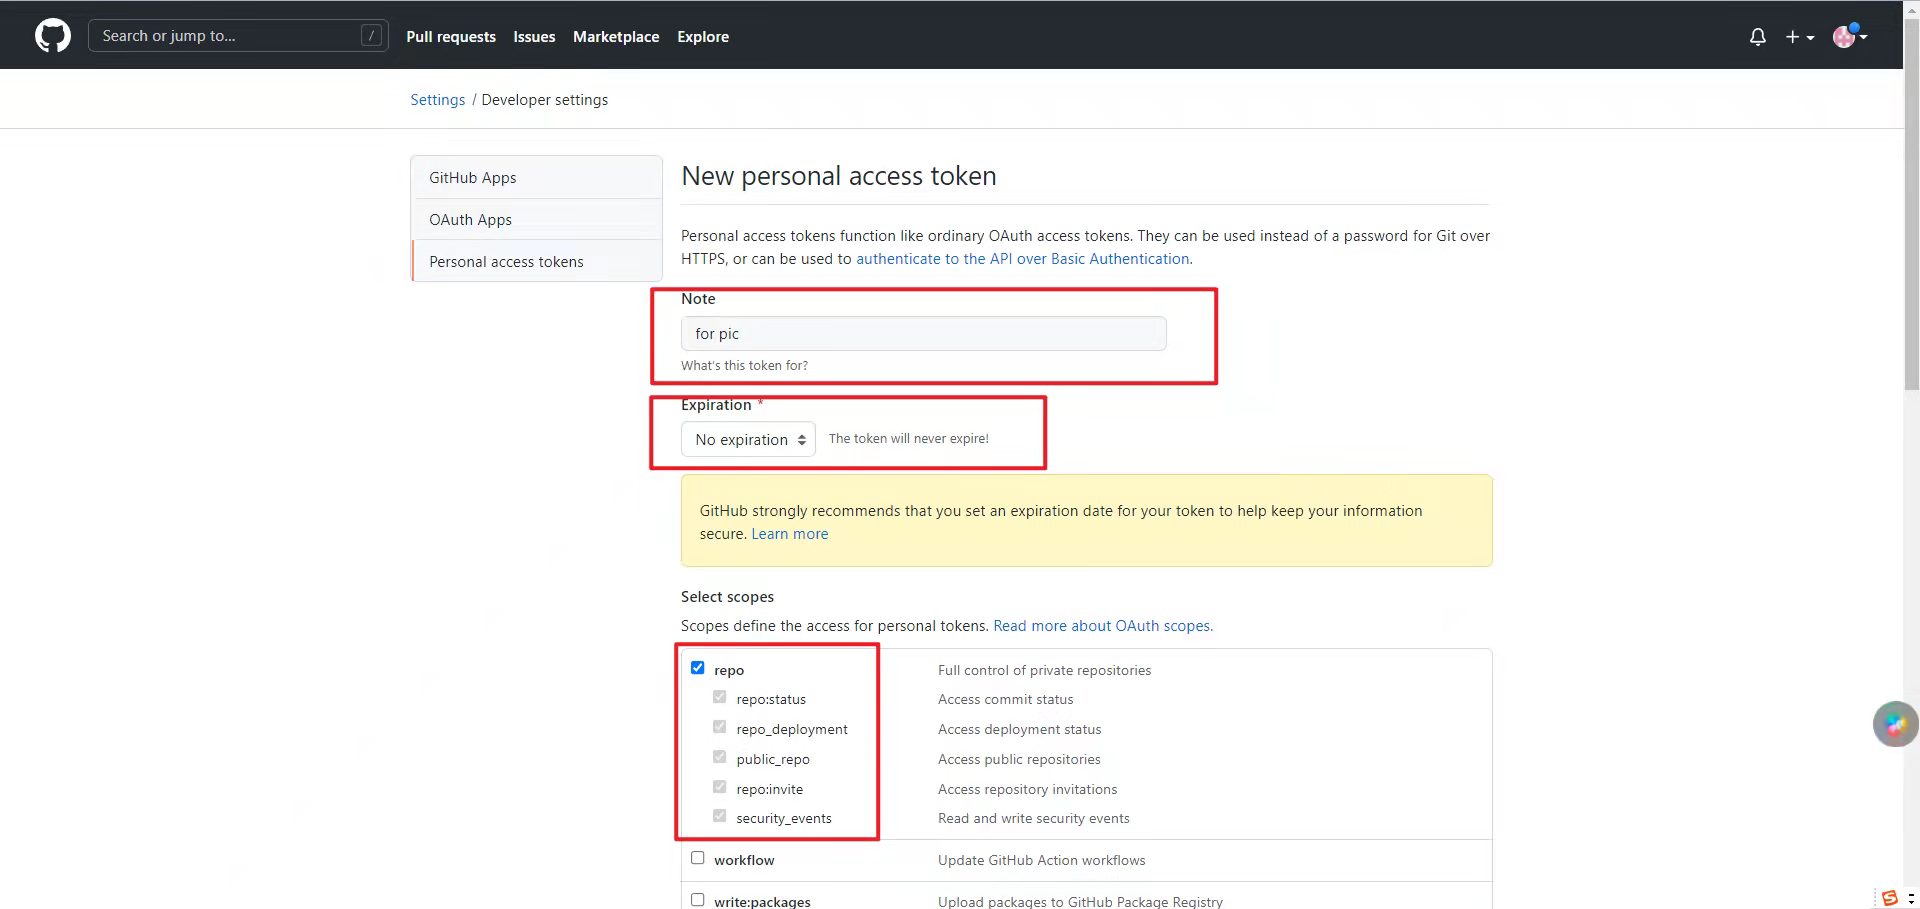 Search or jump to... /
Pull requests Issues Marketplace Explore
Settings / Developer settings
GitHub Apps
OAuth Apps
Personal access tokens
New personal access token
Personal access tokens function like ordinary OAuth access tokens. They can be used instead of a password for Git over
HTTPS, or can be used to authenticate to the API over Basic Authentication.
Note
for pic
What's this token for?
Expiration *
No expiration The token will never expire!
GitHub strongly recommends that you set an expiration date for your token to help keep your information
secure. Learn more
Select scopes
Scopes define the access for personal tokens. Read more about OAuth scopes.
repo Full control of private repositories
repo:status Access commit status
repo_deployment Access deployment status
public_repo Access public repositories
repo:invite Access repository invitations
security_events Read and write security events
workflow Update GitHub Action workflows
write:packages Upload packages to GitHub Package Registry